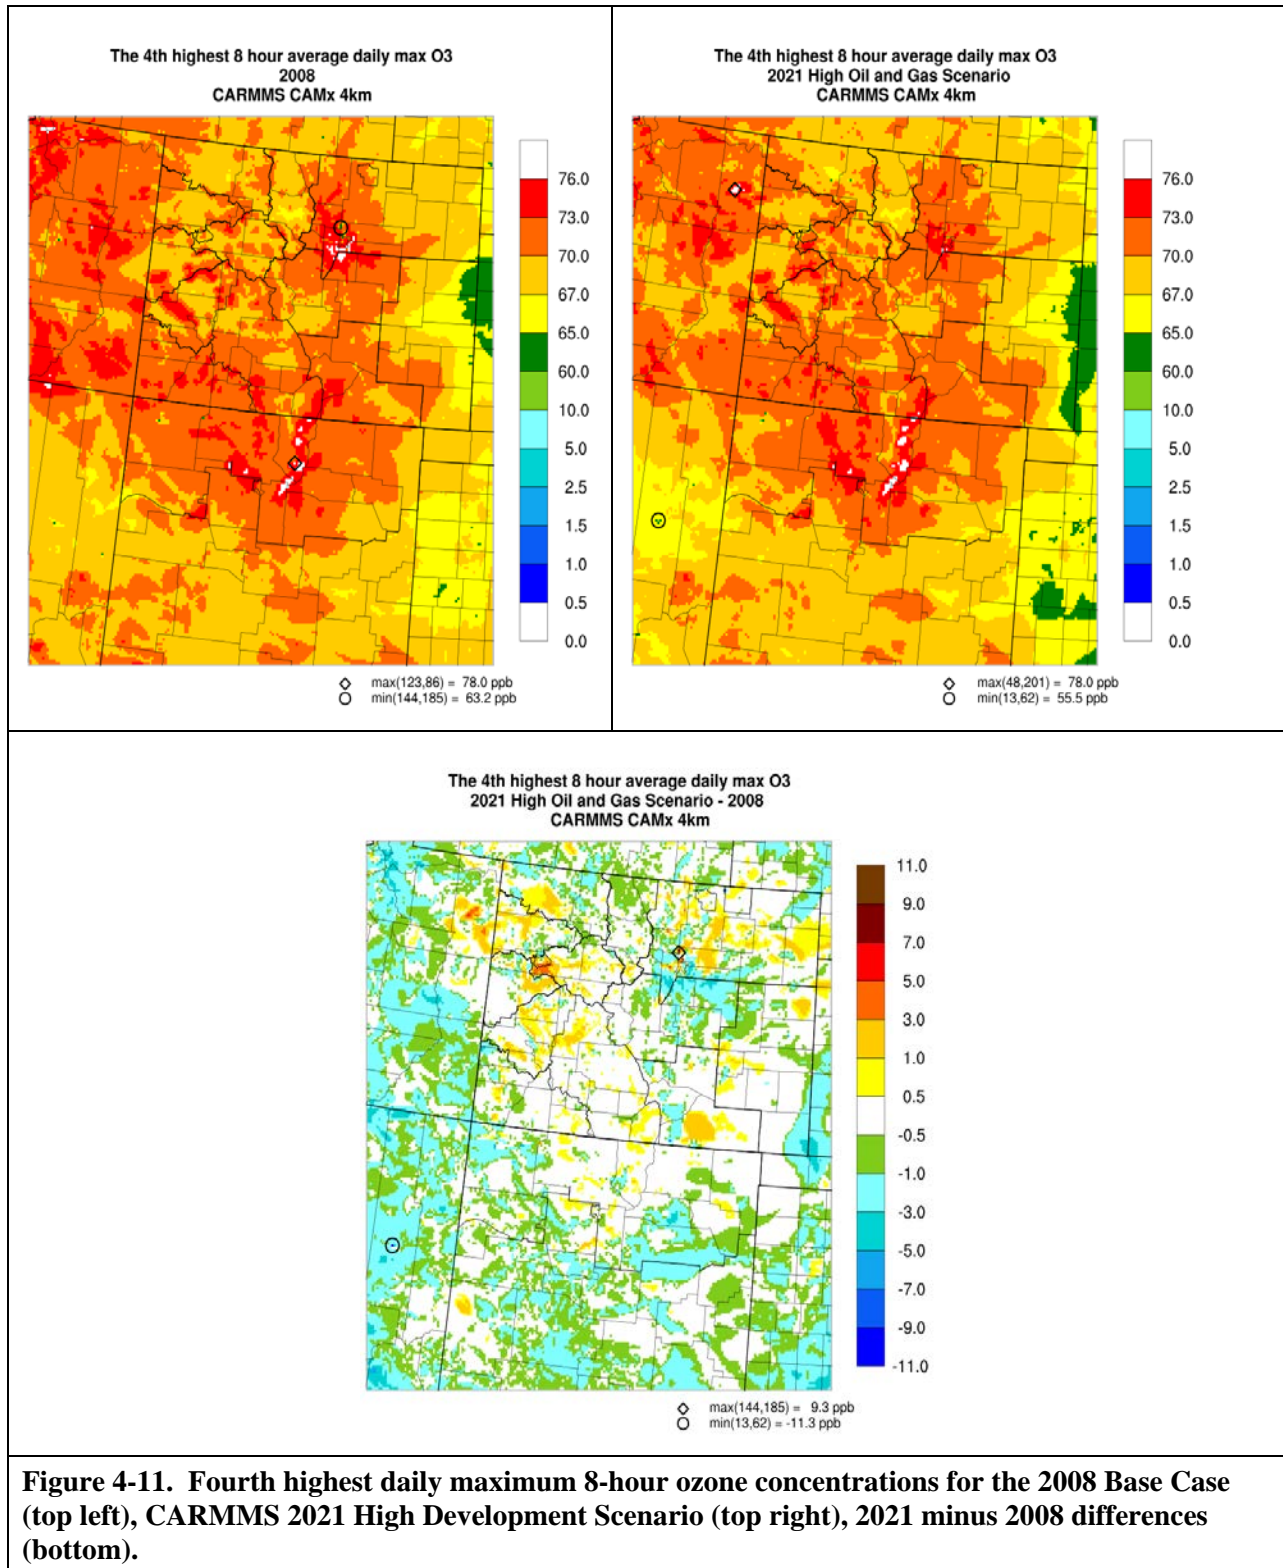 The 4th highest 8 hour average daily max O3
2008
CARMMS CAMx 4km
76.0
73.0
70.0
67.0
65.0
60.0
10.0
5.0
2.5
1.5
1.0
0.5
0.0
max(123,86) = 78.0 ppb
min(144,185) = 63.2 ppb
The 4th highest 8 hour average daily max O3
2021 High Oil and Gas Scenario
CARMMS CAMx 4km
76.0
73.0
70.0
67.0
65.0
60.0
10.0
5.0
2.5
1.5
1.0
0.5
0.0
max(48,201) = 78.0 ppb
min(13,62) = 55.5 ppb
The 4th highest 8 hour average daily max O3
2021 High Oil and Gas Scenario - 2008
CARMMS CAMx 4km
11.0
9.0
7.0
5.0
3.0
1.0
0.5
-0.5
-1.0
-3.0
-5.0
-7.0
-9.0
-11.0
max(144,185) = 9.3 ppb
min(13,62) = -11.3 ppb
Figure 4-11. Fourth highest daily maximum 8-hour ozone concentrations for the 2008 Base Case
(top left), CARMMS 2021 High Development Scenario (top right), 2021 minus 2008 differences
(bottom).